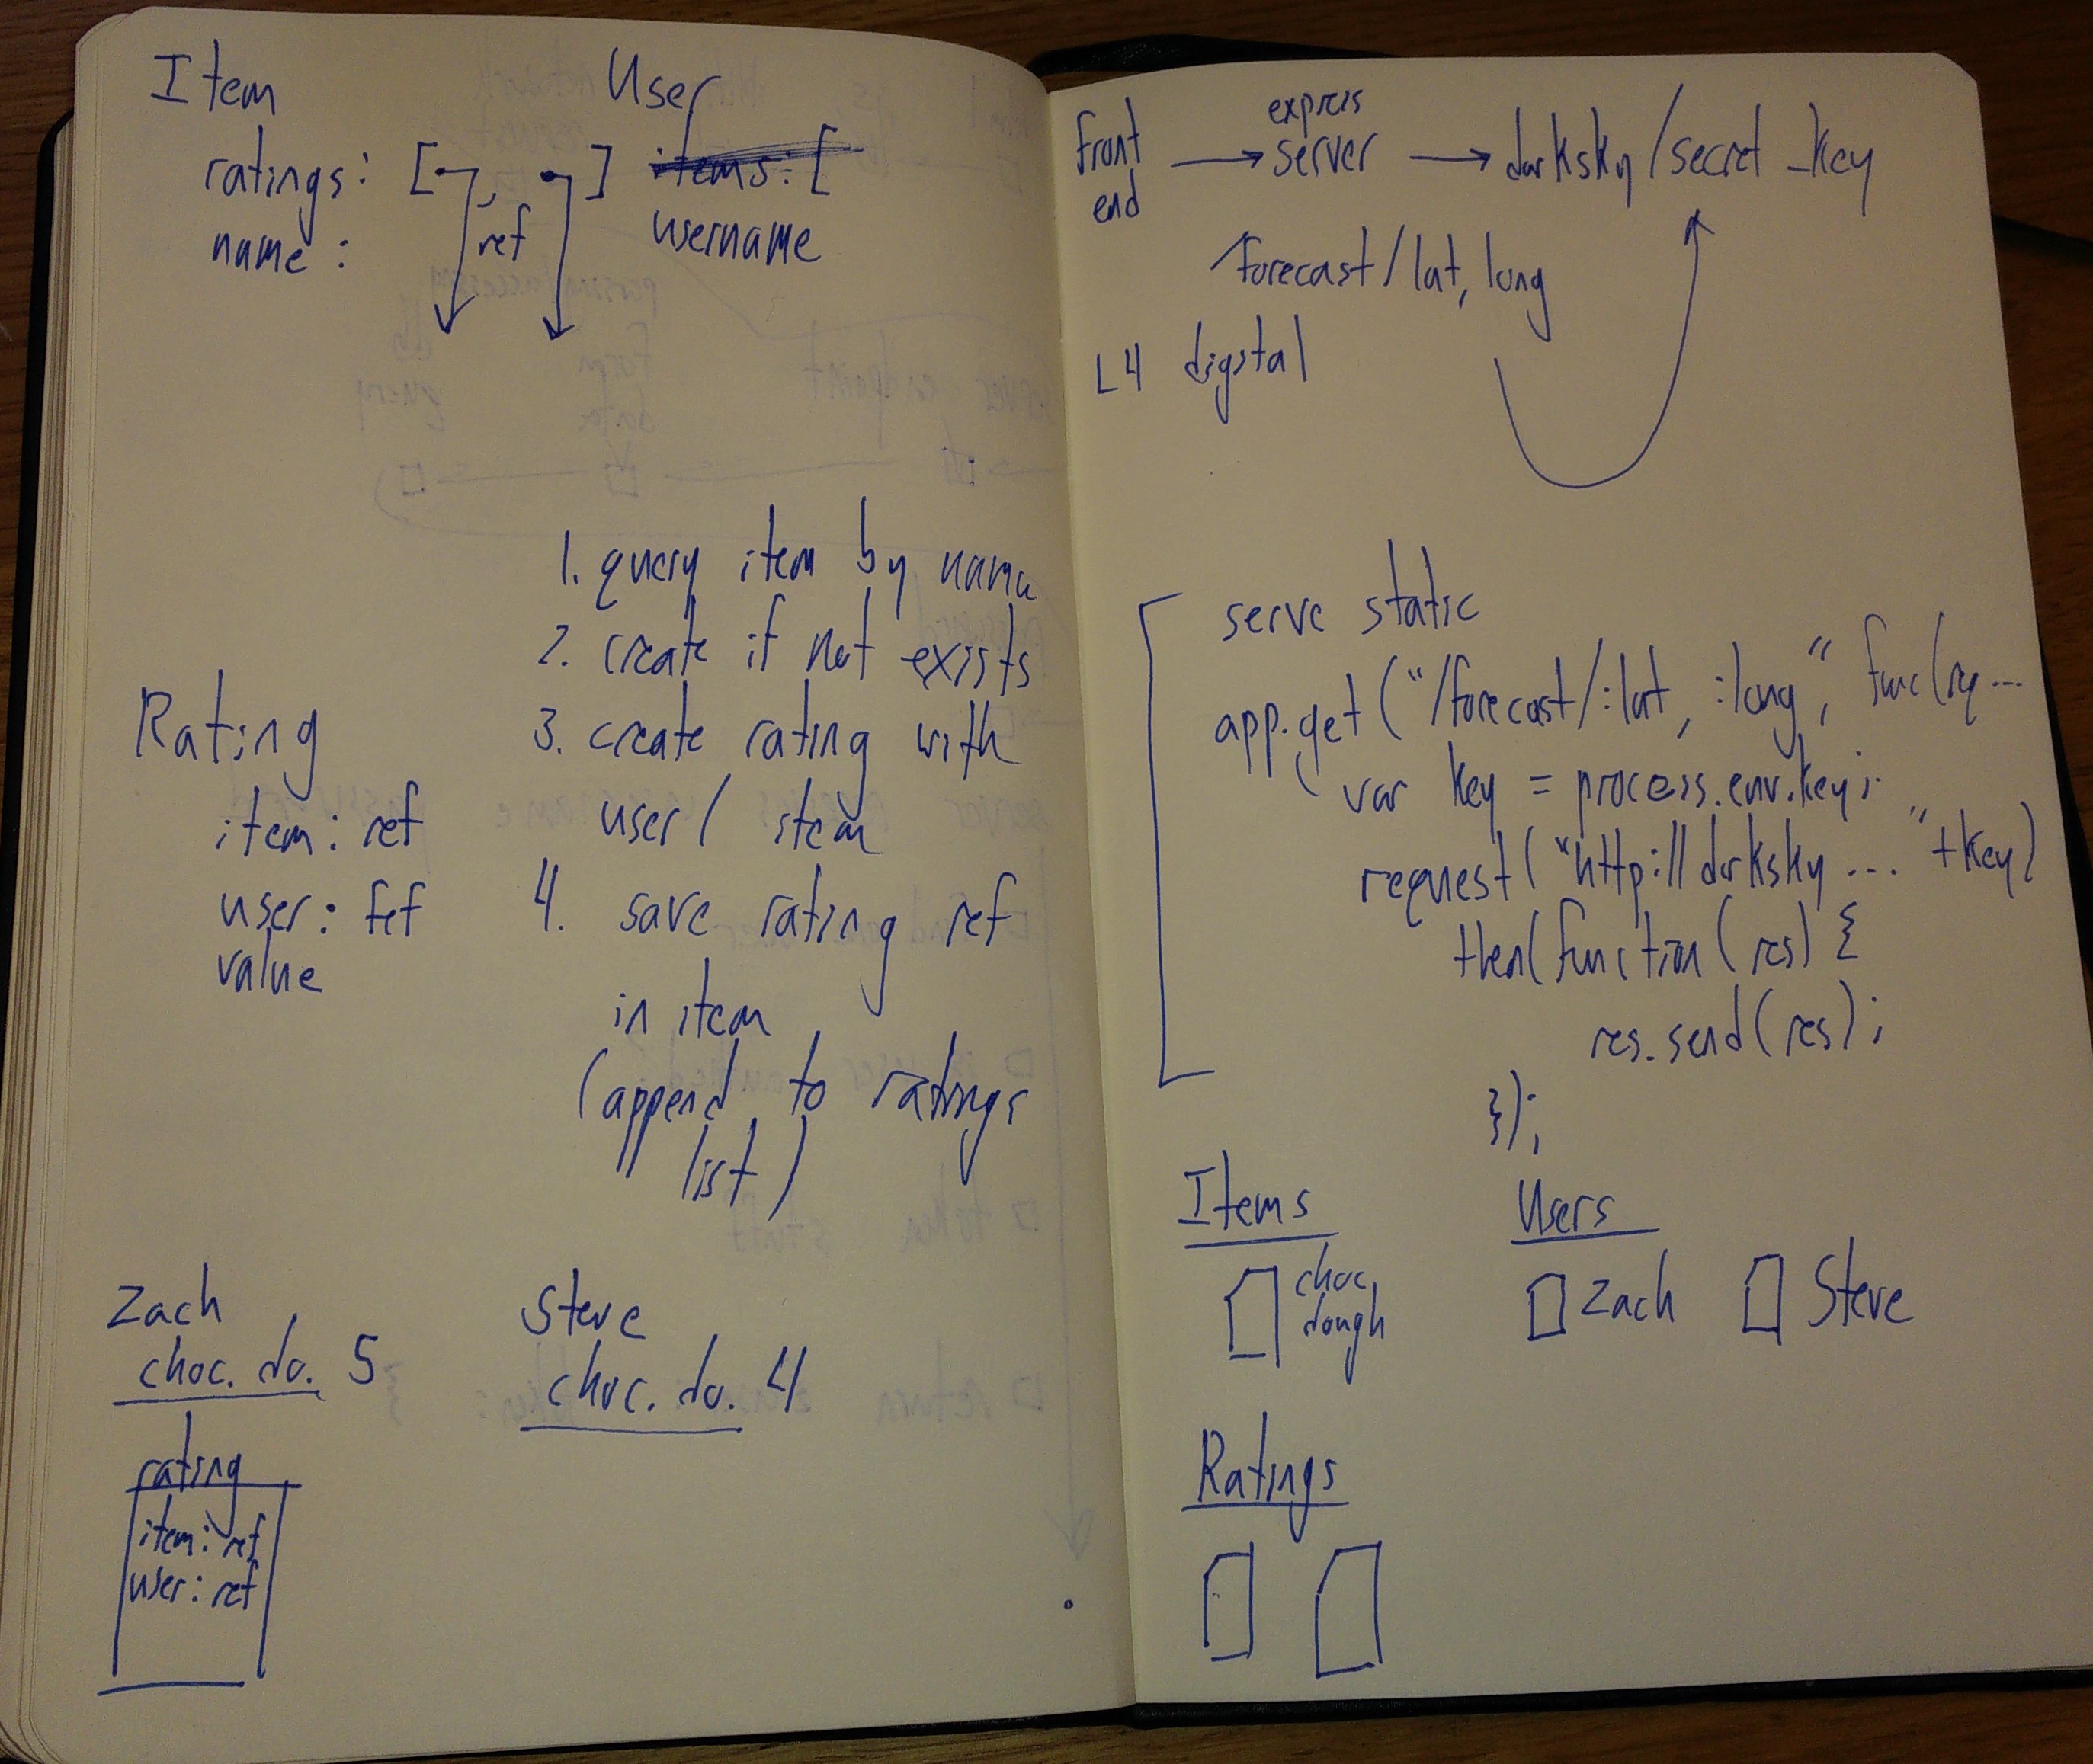 Item
ratings: [ , ]
ref
name :
User
items: [
username
1. query item by name
2. create if not exists
3. create rating with
user / item
4. save rating ref
in item
(append to ratings
list)
Rating
item: ref
user: ref
value
Zach
choc. do. 5
Steve
choc. do. 4
rating
item: ref
user: ref
front
end
express
server
darksky/secret_key
/forecast/lat, long
L4 digital
serve static
app.get("/forecast/:lat, :long", func(rq ...
var key = process.env.key;
request("http://darksky ...." + key)
then(function(res) {
res.send(res);
});
Items
choc.
dough
Users
Zach
Steve
Ratings